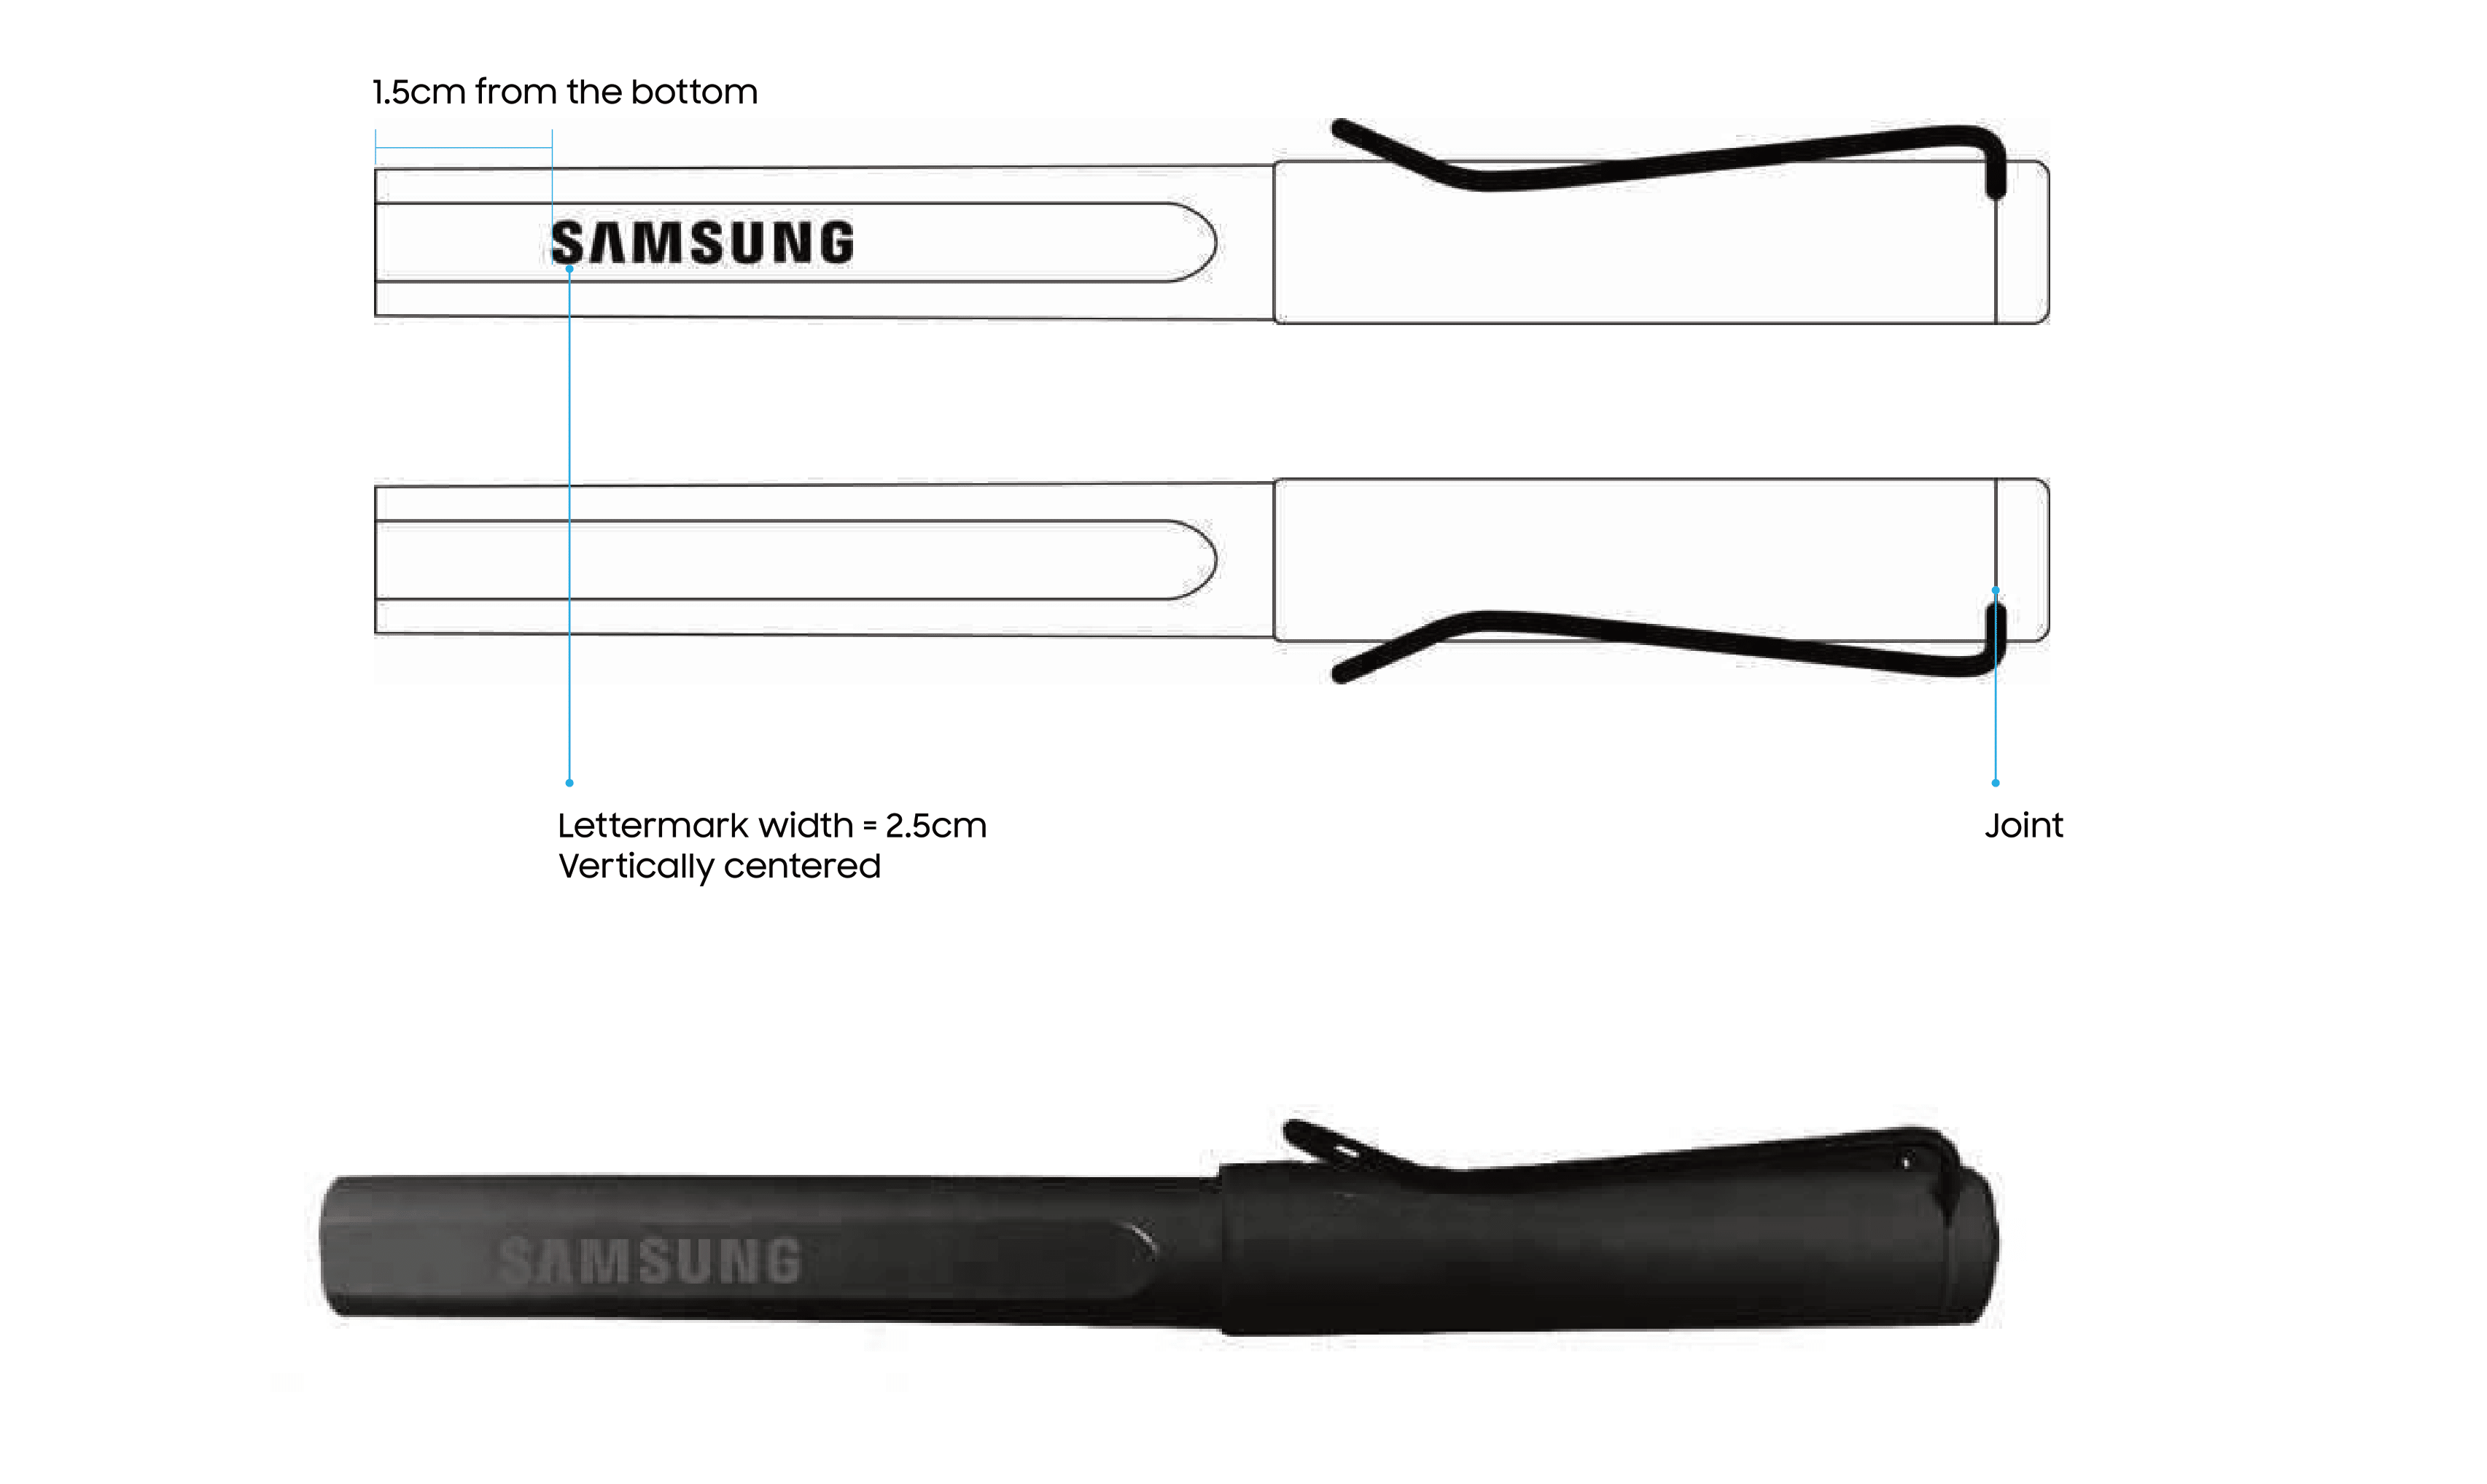 1.5cm from the bottom
SAMSUNG
Lettermark width = 2.5cm
Vertically centered
Joint
SAMSUNG